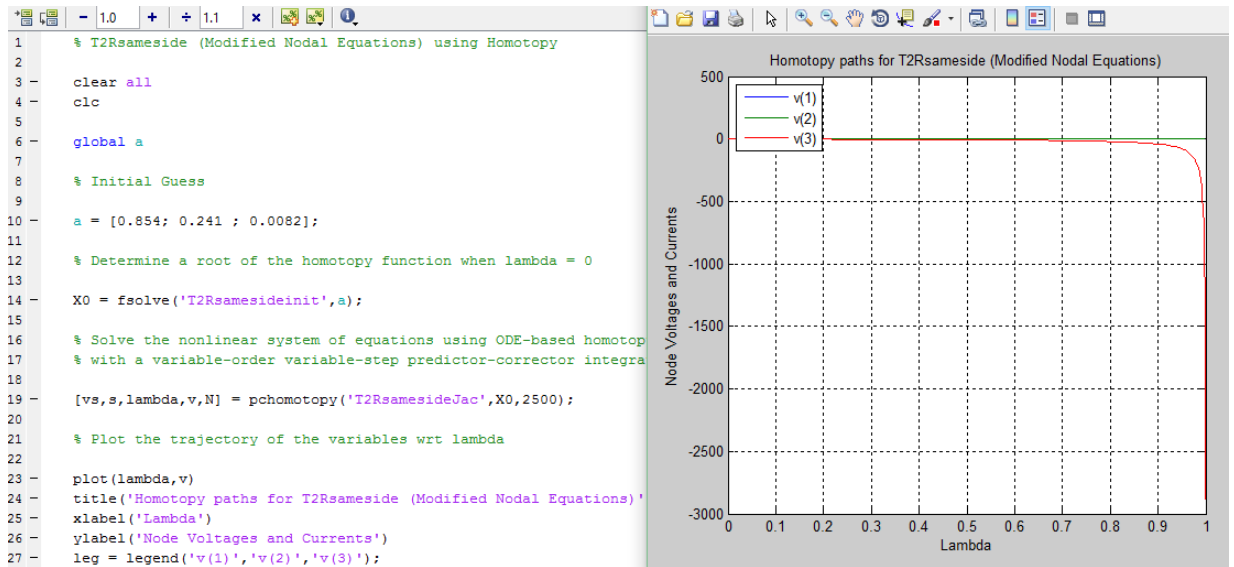 1.0 1.1
1 % T2Rsameside (Modified Nodal Equations) using Homotopy
2
3 – clear all
4 – clc
5
6 – global a
7
8 % Initial Guess
9
10 – a = [0.854; 0.241 ; 0.0082];
11
12 % Determine a root of the homotopy function when lambda = 0
13
14 – X0 = fsolve('T2Rsamesideinit',a);
15
16 % Solve the nonlinear system of equations using ODE-based homotop
17 % with a variable-order variable-step predictor-corrector integra
18
19 – [vs,s,lambda,v,N] = pchomotopy('T2RsamesideJac',X0,2500);
20
21 % Plot the trajectory of the variables wrt lambda
22
23 – plot(lambda,v)
24 – title('Homotopy paths for T2Rsameside (Modified Nodal Equations)'
25 – xlabel('Lambda')
26 – ylabel('Node Voltages and Currents')
27 – leg = legend('v(1)','v(2)','v(3)');
Homotopy paths for T2Rsameside (Modified Nodal Equations)
v(1)
v(2)
v(3)
500
0
-500
-1000
-1500
-2000
-2500
-3000
Node Voltages and Currents
0 0.1 0.2 0.3 0.4 0.5 0.6 0.7 0.8 0.9 1
Lambda